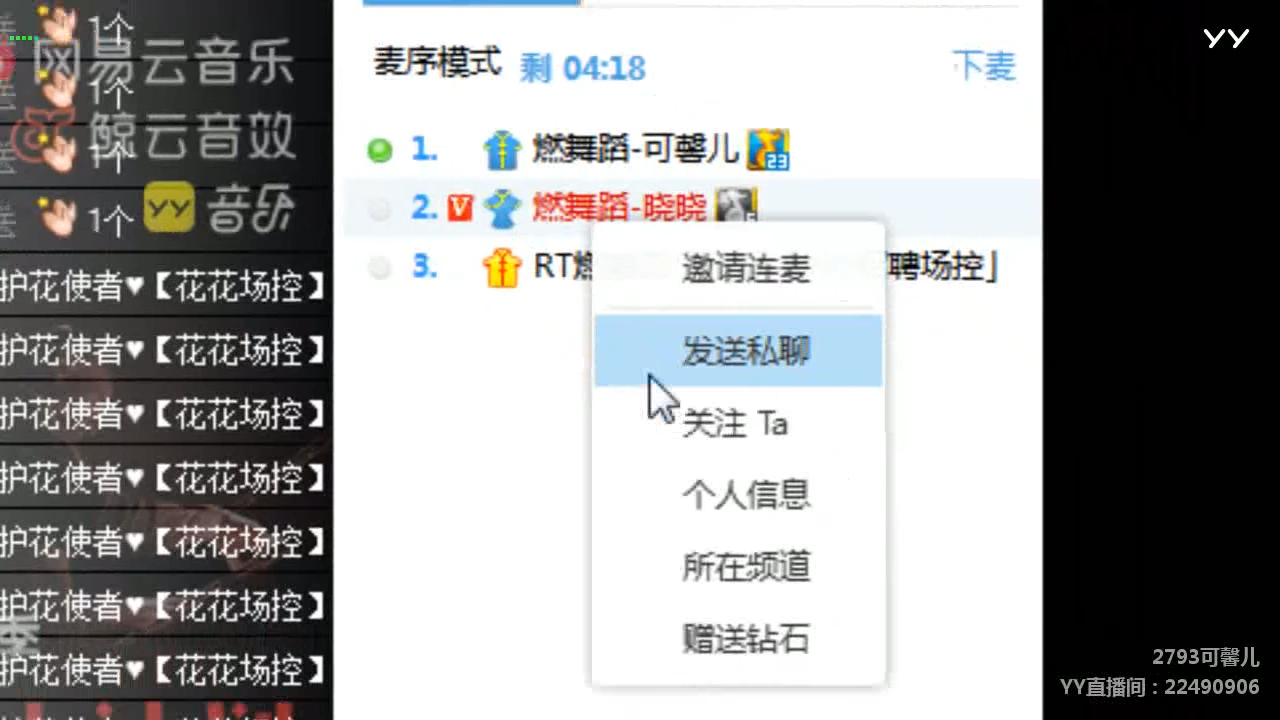 1个
网易云音乐
1个
鲸云音效
1个
YY 音乐
1个
护花使者♥【花花场控】
护花使者♥【花花场控】
护花使者♥【花花场控】
护花使者♥【花花场控】
护花使者♥【花花场控】
护花使者♥【花花场控】
护花使者♥【花花场控】
麦序模式 剩 04:18 下麦
1. 燃舞蹈-可馨儿 23
2. V 燃舞蹈-晓晓
3. RT燃 聘场控」
邀请连麦
发送私聊
关注 Ta
个人信息
所在频道
赠送钻石
YY
2793可馨儿
YY直播间：22490906